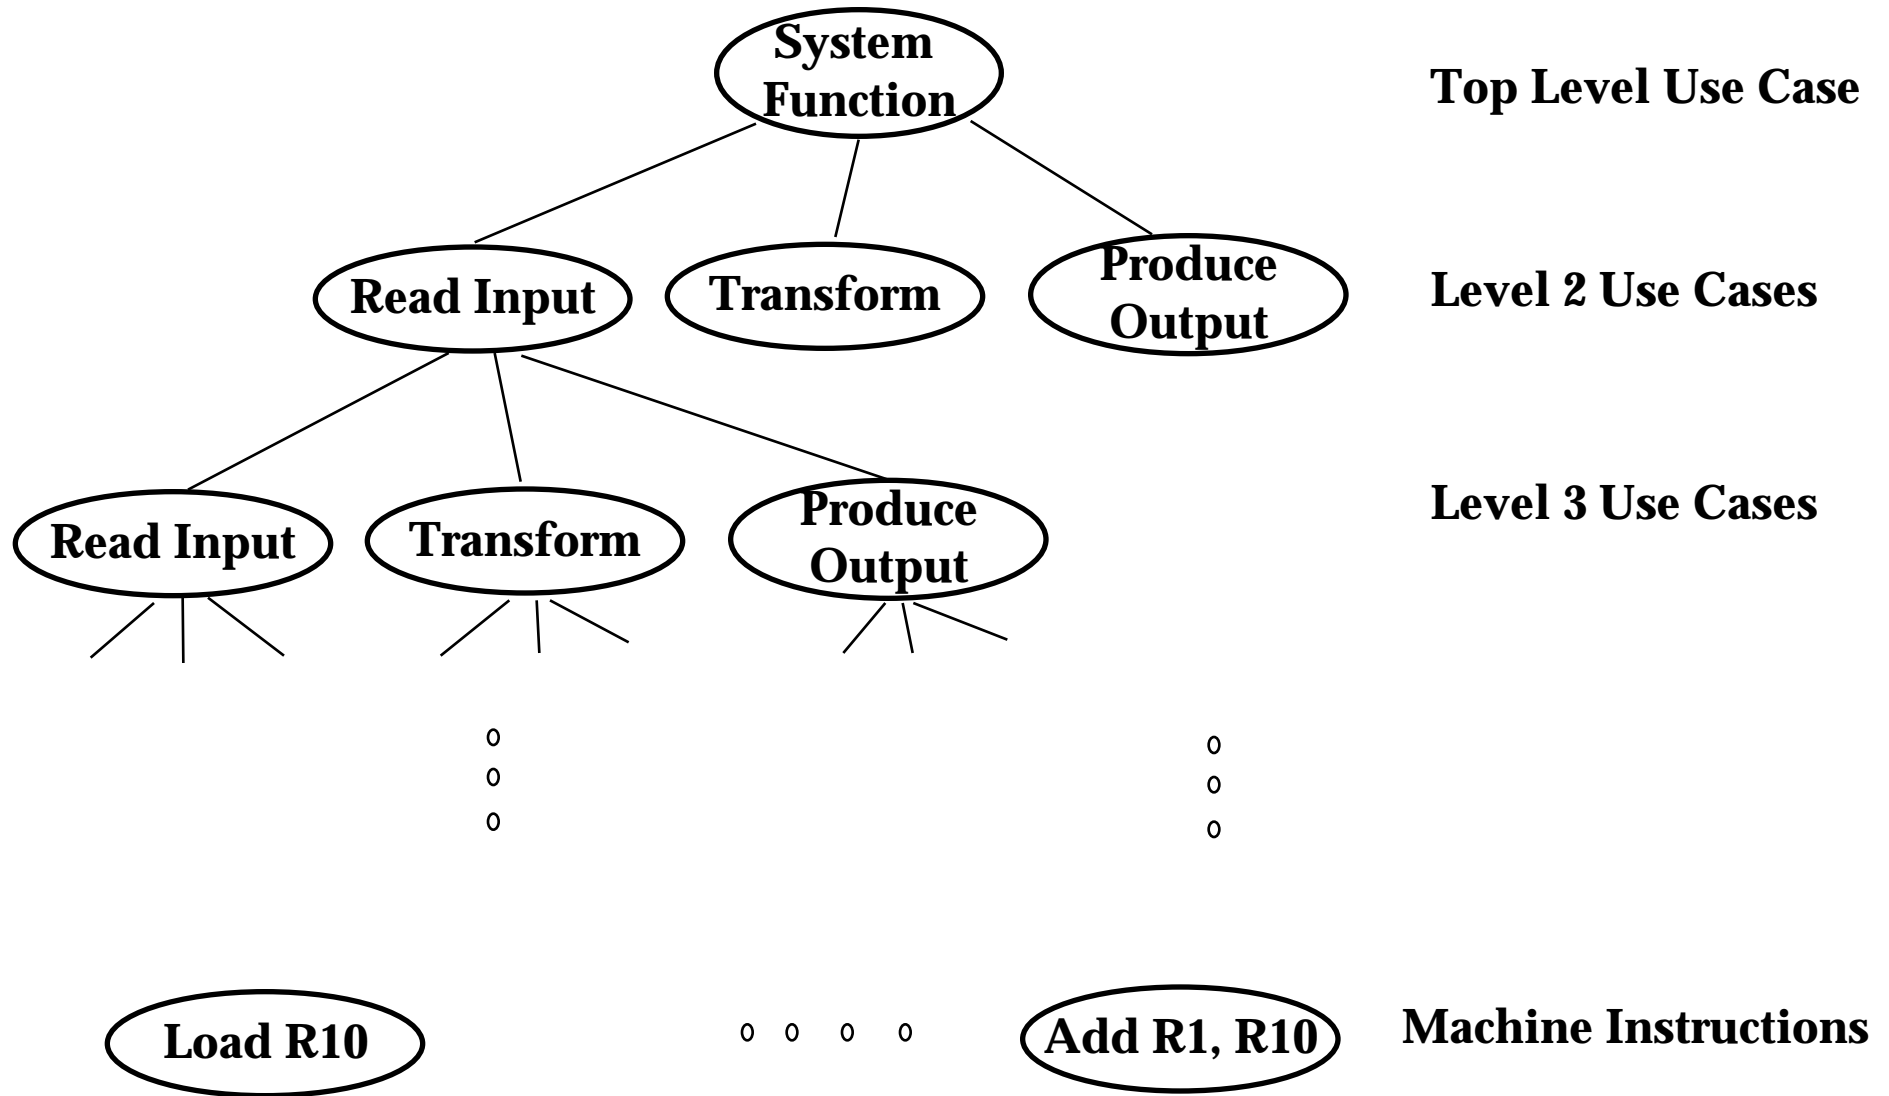 System
Function
Top Level Use Case
Read Input
Transform
Produce
Output
Level 2 Use Cases
Read Input
Transform
Produce
Output
Level 3 Use Cases
Load R10
Add R1, R10
Machine Instructions